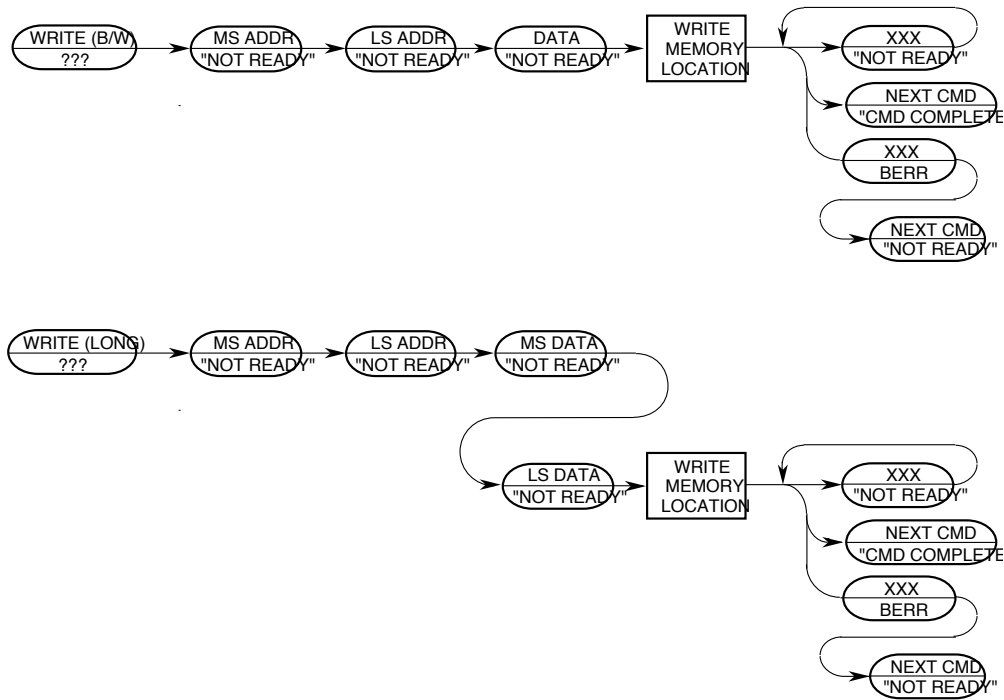 WRITE (B/W)
???
MS ADDR
"NOT READY"
LS ADDR
"NOT READY"
DATA
"NOT READY"
WRITE
MEMORY
LOCATION
XXX
"NOT READY"
NEXT CMD
"CMD COMPLETE
XXX
BERR
NEXT CMD
"NOT READY"
WRITE (LONG)
???
MS ADDR
"NOT READY"
LS ADDR
"NOT READY"
MS DATA
"NOT READY"
LS DATA
"NOT READY"
WRITE
MEMORY
LOCATION
XXX
"NOT READY"
NEXT CMD
"CMD COMPLETE
XXX
BERR
NEXT CMD
"NOT READY"